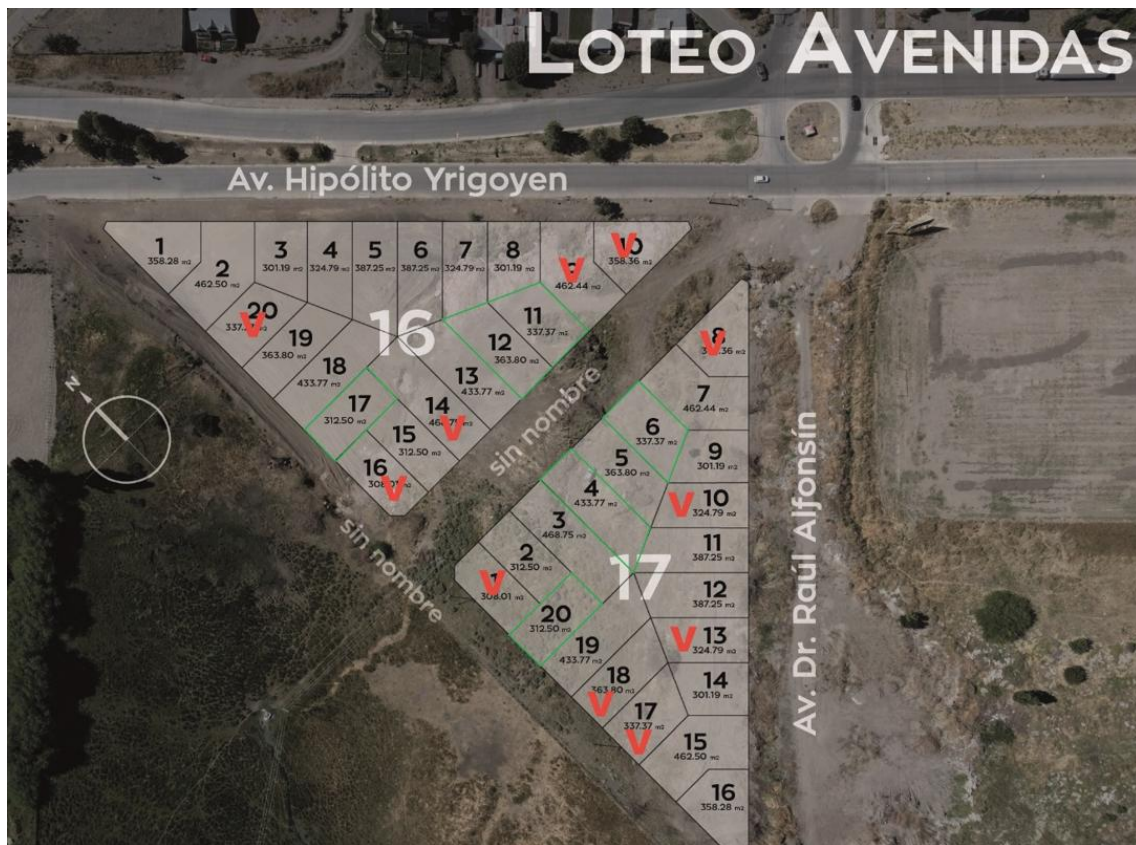 LOTEO AVENIDAS
Av. Hipólito Yrigoyen
1
358.28 m2
2
462.50 m2
3
301.19 m2
4
324.79 m2
5
387.25 m2
6
387.25 m2
7
324.79 m2
8
301.19 m2
V
462.44
V
358.36 m2
11
337.37 m2
12
363.80 m2
13
433.77 m2
14
V
15
312.50 m2
16
V
17
312.50 m2
18
433.77 m2
19
363.80 m2
20
V
16
N
sin nombre
sin nombre
8
V
7
462.44 m2
6
337.37 m2
5
363.80 m2
4
433.77 m2
3
468.75 m2
2
312.50 m2
V
308.01 m2
9
301.19 m2
10
V
324.79 m2
11
387.25 m2
12
387.25 m2
13
V
324.79 m2
14
301.19 m2
15
462.50 m2
16
358.28 m2
17
337.37 m2
V
18
363.80 m2
V
19
433.77 m2
20
312.50 m2
17
Av. Dr. Raúl Alfonsín